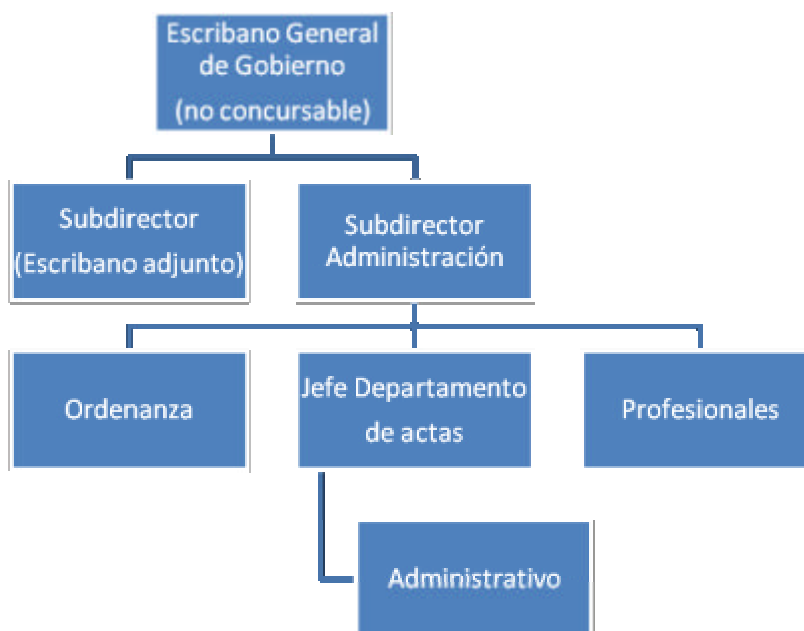 Escribano General
de Gobierno
(no concursable)
Subdirector
(Escribano adjunto)
Subdirector
Administración
Ordenanza
Jefe Departamento
de actas
Profesionales
Administrativo